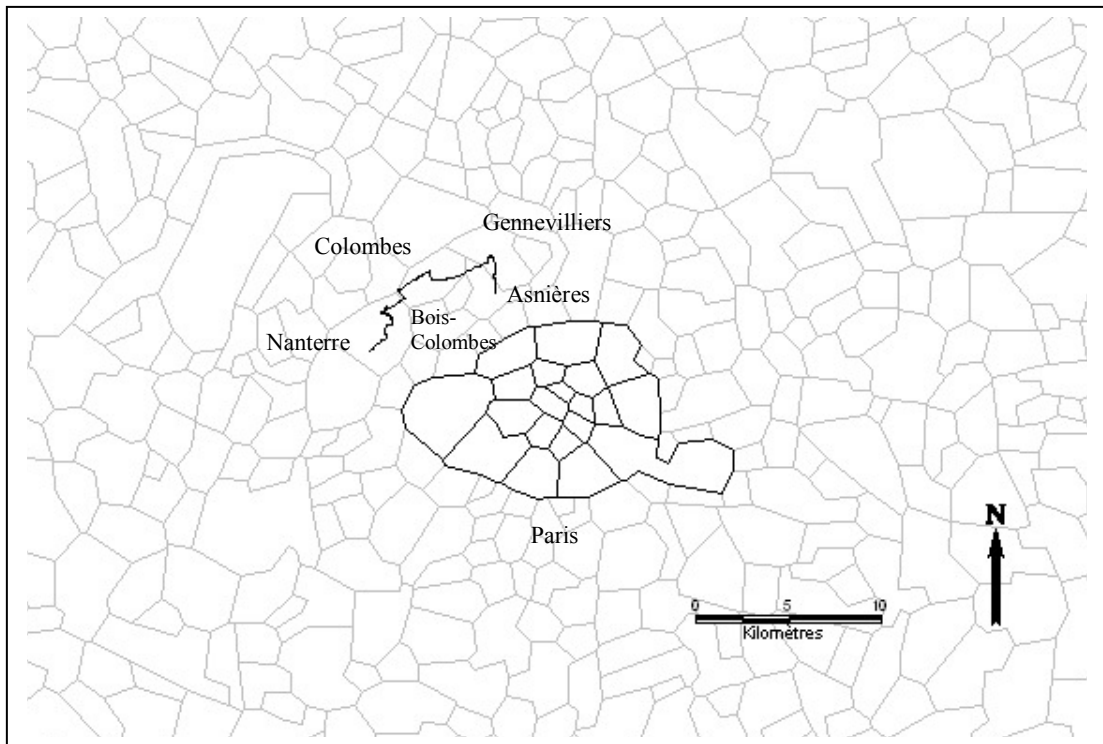 Gennevilliers
Colombes
Asnières
Bois-
Colombes
Nanterre
Paris
N
0 5 10
Kilomètres